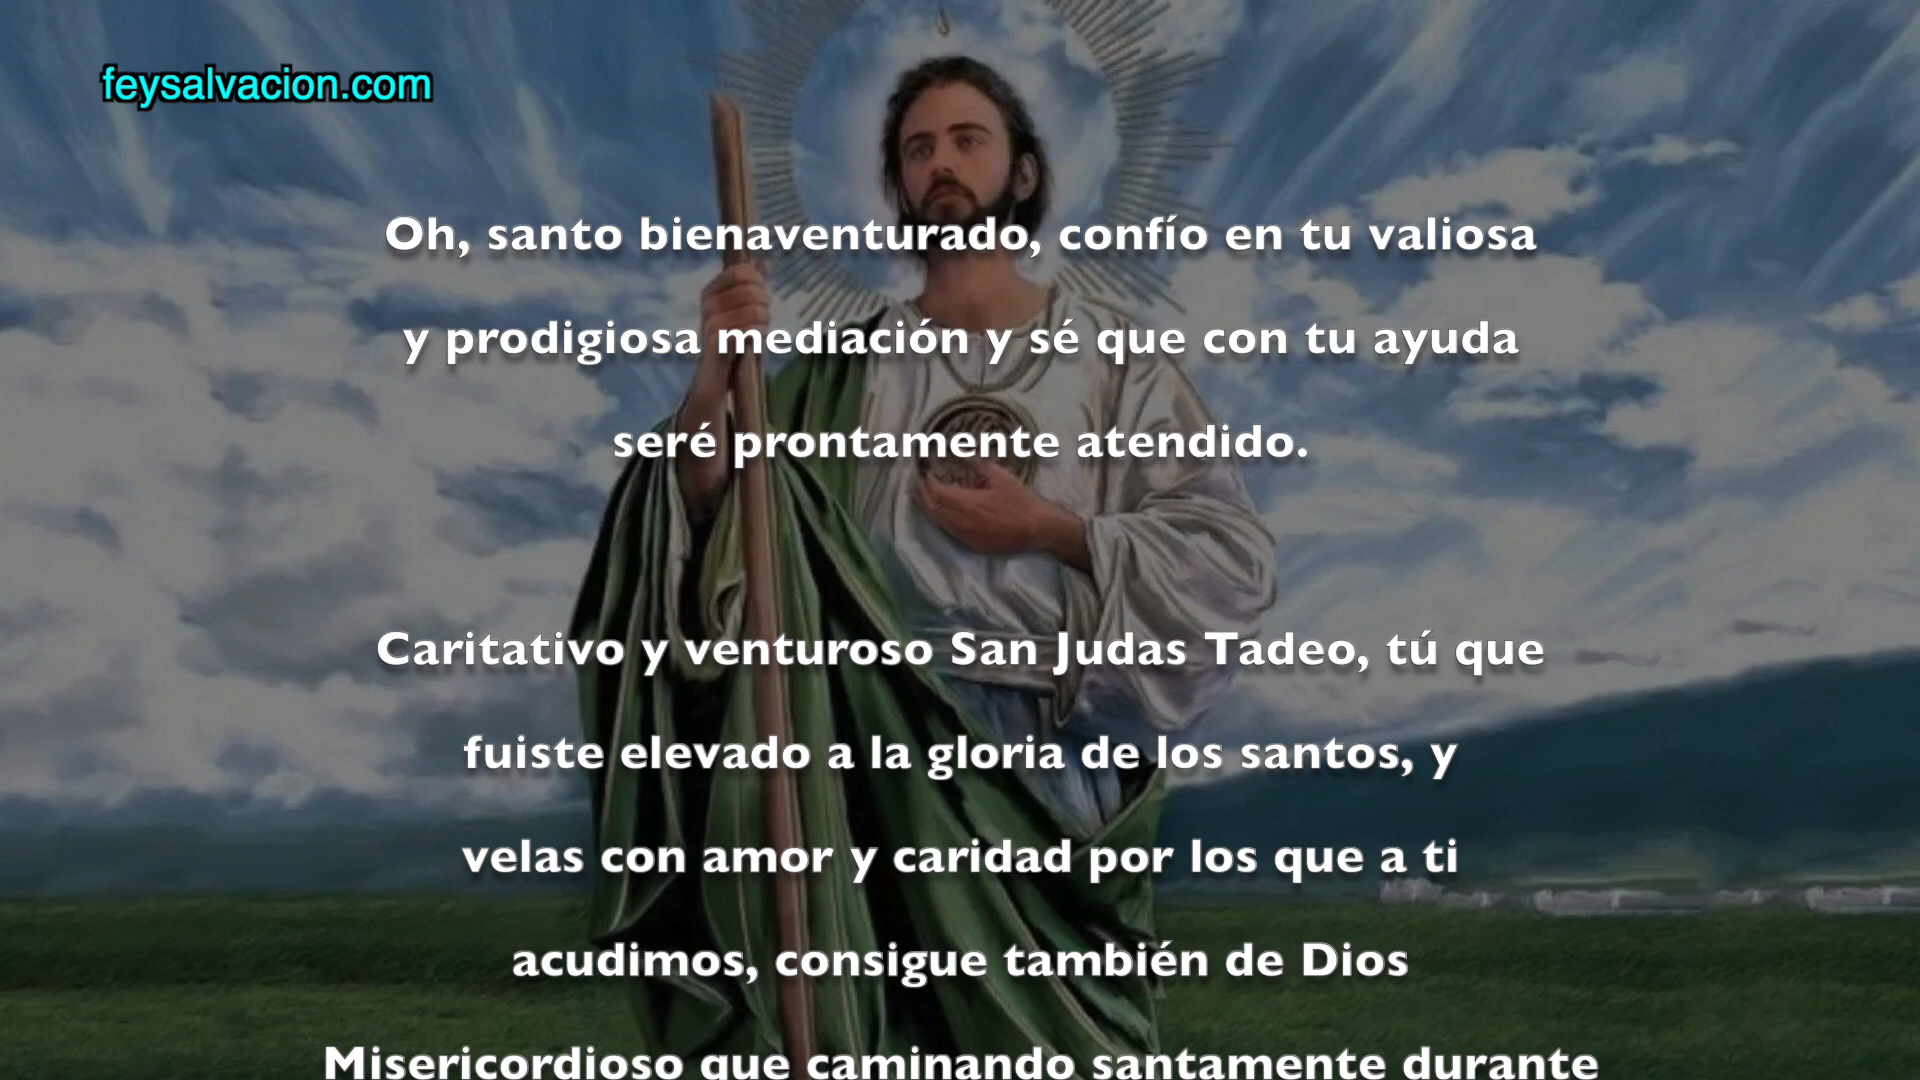 feysalvacion.com
Oh, santo bienaventurado, confío en tu valiosa
y prodigiosa mediación y sé que con tu ayuda
seré prontamente atendido.
Caritativo y venturoso San Judas Tadeo, tú que
fuiste elevado a la gloria de los santos, y
velas con amor y caridad por los que a ti
acudimos, consigue también de Dios
Misericordioso que caminando santamente durante